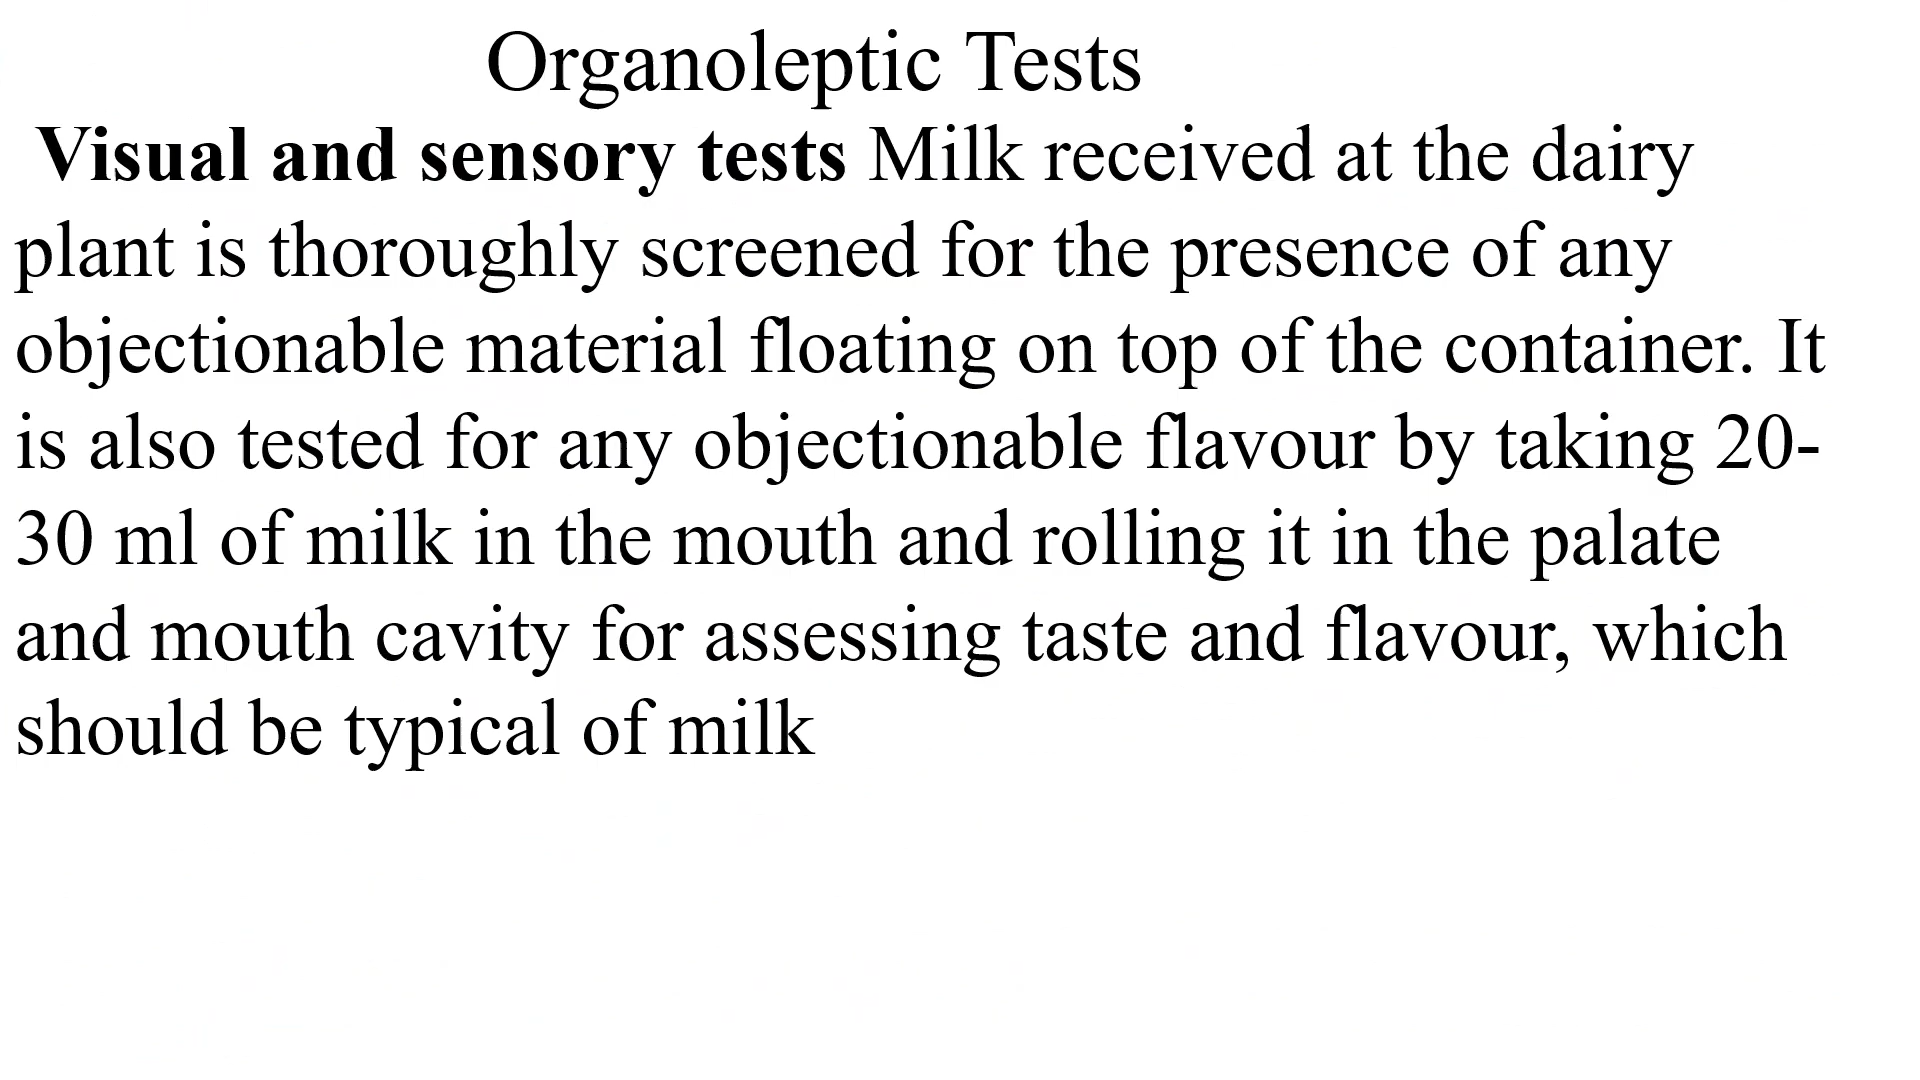 Organoleptic Tests
Visual and sensory tests Milk received at the dairy
plant is thoroughly screened for the presence of any
objectionable material floating on top of the container. It
is also tested for any objectionable flavour by taking 20-
30 ml of milk in the mouth and rolling it in the palate
and mouth cavity for assessing taste and flavour, which
should be typical of milk